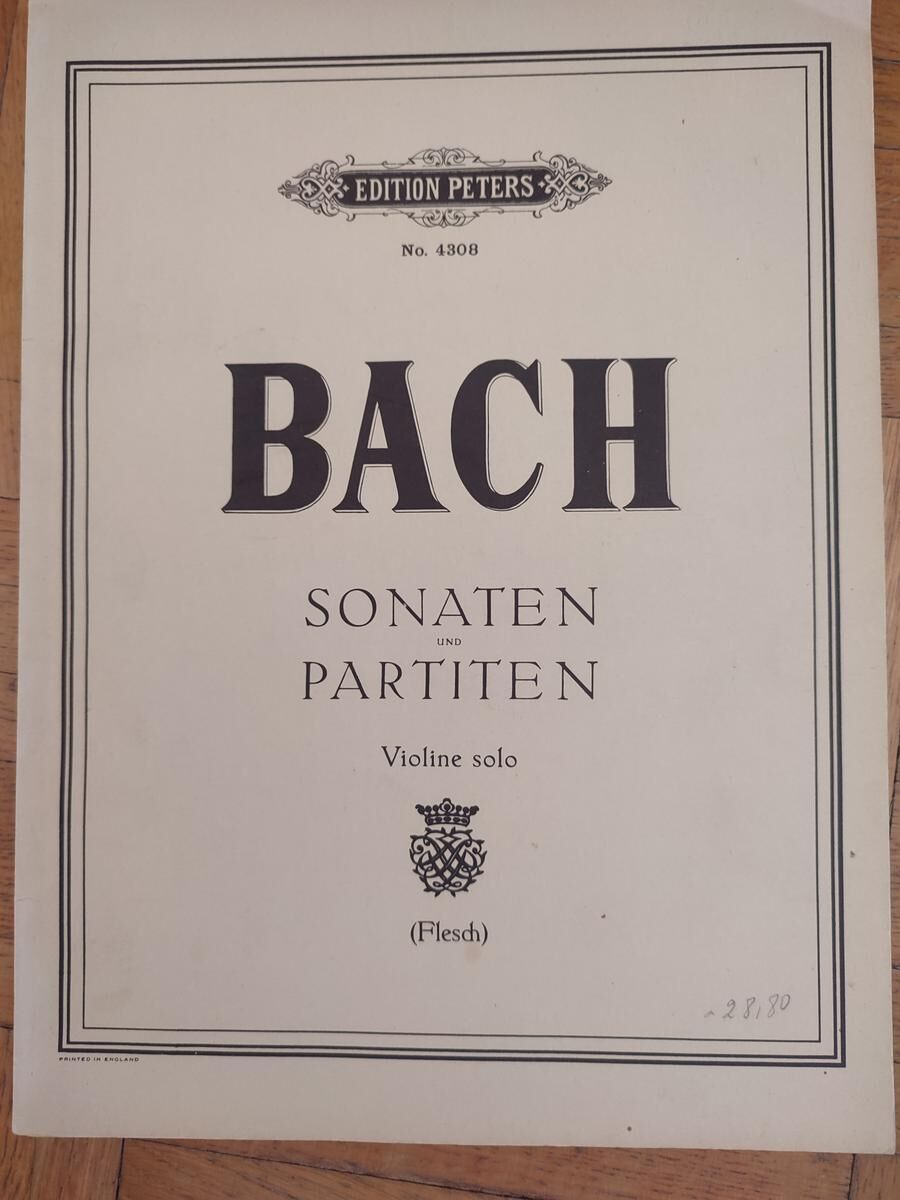 EDITION PETERS
No. 4308
BACH
SONATEN
UND
PARTITEN
Violine solo
(Flesch)
28,80
PRINTED IN ENGLAND